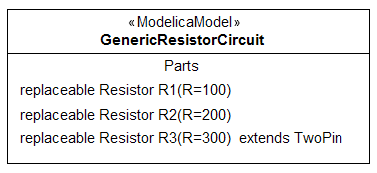 «ModelicaModel»
GenericResistorCircuit
Parts
replaceable Resistor R1(R=100)
replaceable Resistor R2(R=200)
replaceable Resistor R3(R=300) extends TwoPin